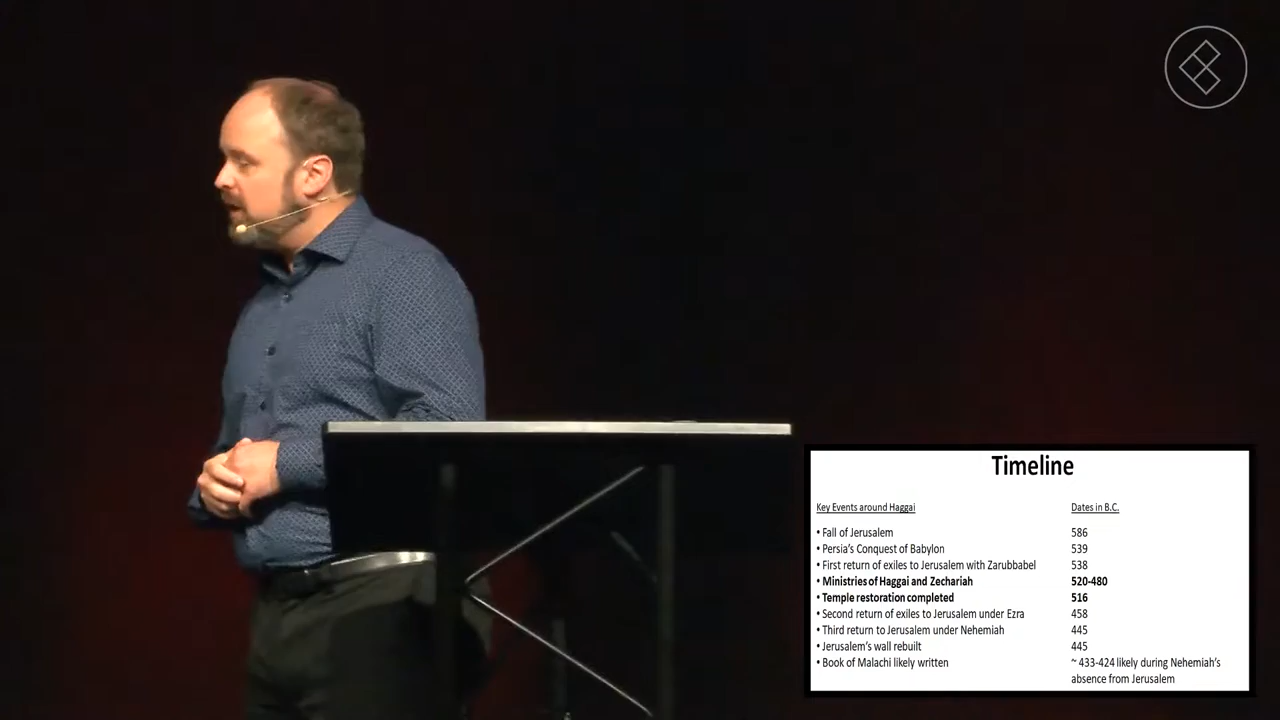 Timeline
Key Events around Haggai Dates in B.C.
• Fall of Jerusalem 586
• Persia's Conquest of Babylon 539
• First return of exiles to Jerusalem with Zarubbabel 538
• Ministries of Haggai and Zechariah 520-480
• Temple restoration completed 516
• Second return of exiles to Jerusalem under Ezra 458
• Third return to Jerusalem under Nehemiah 445
• Jerusalem's wall rebuilt 445
• Book of Malachi likely written ~ 433-424 likely during Nehemiah's
absence from Jerusalem